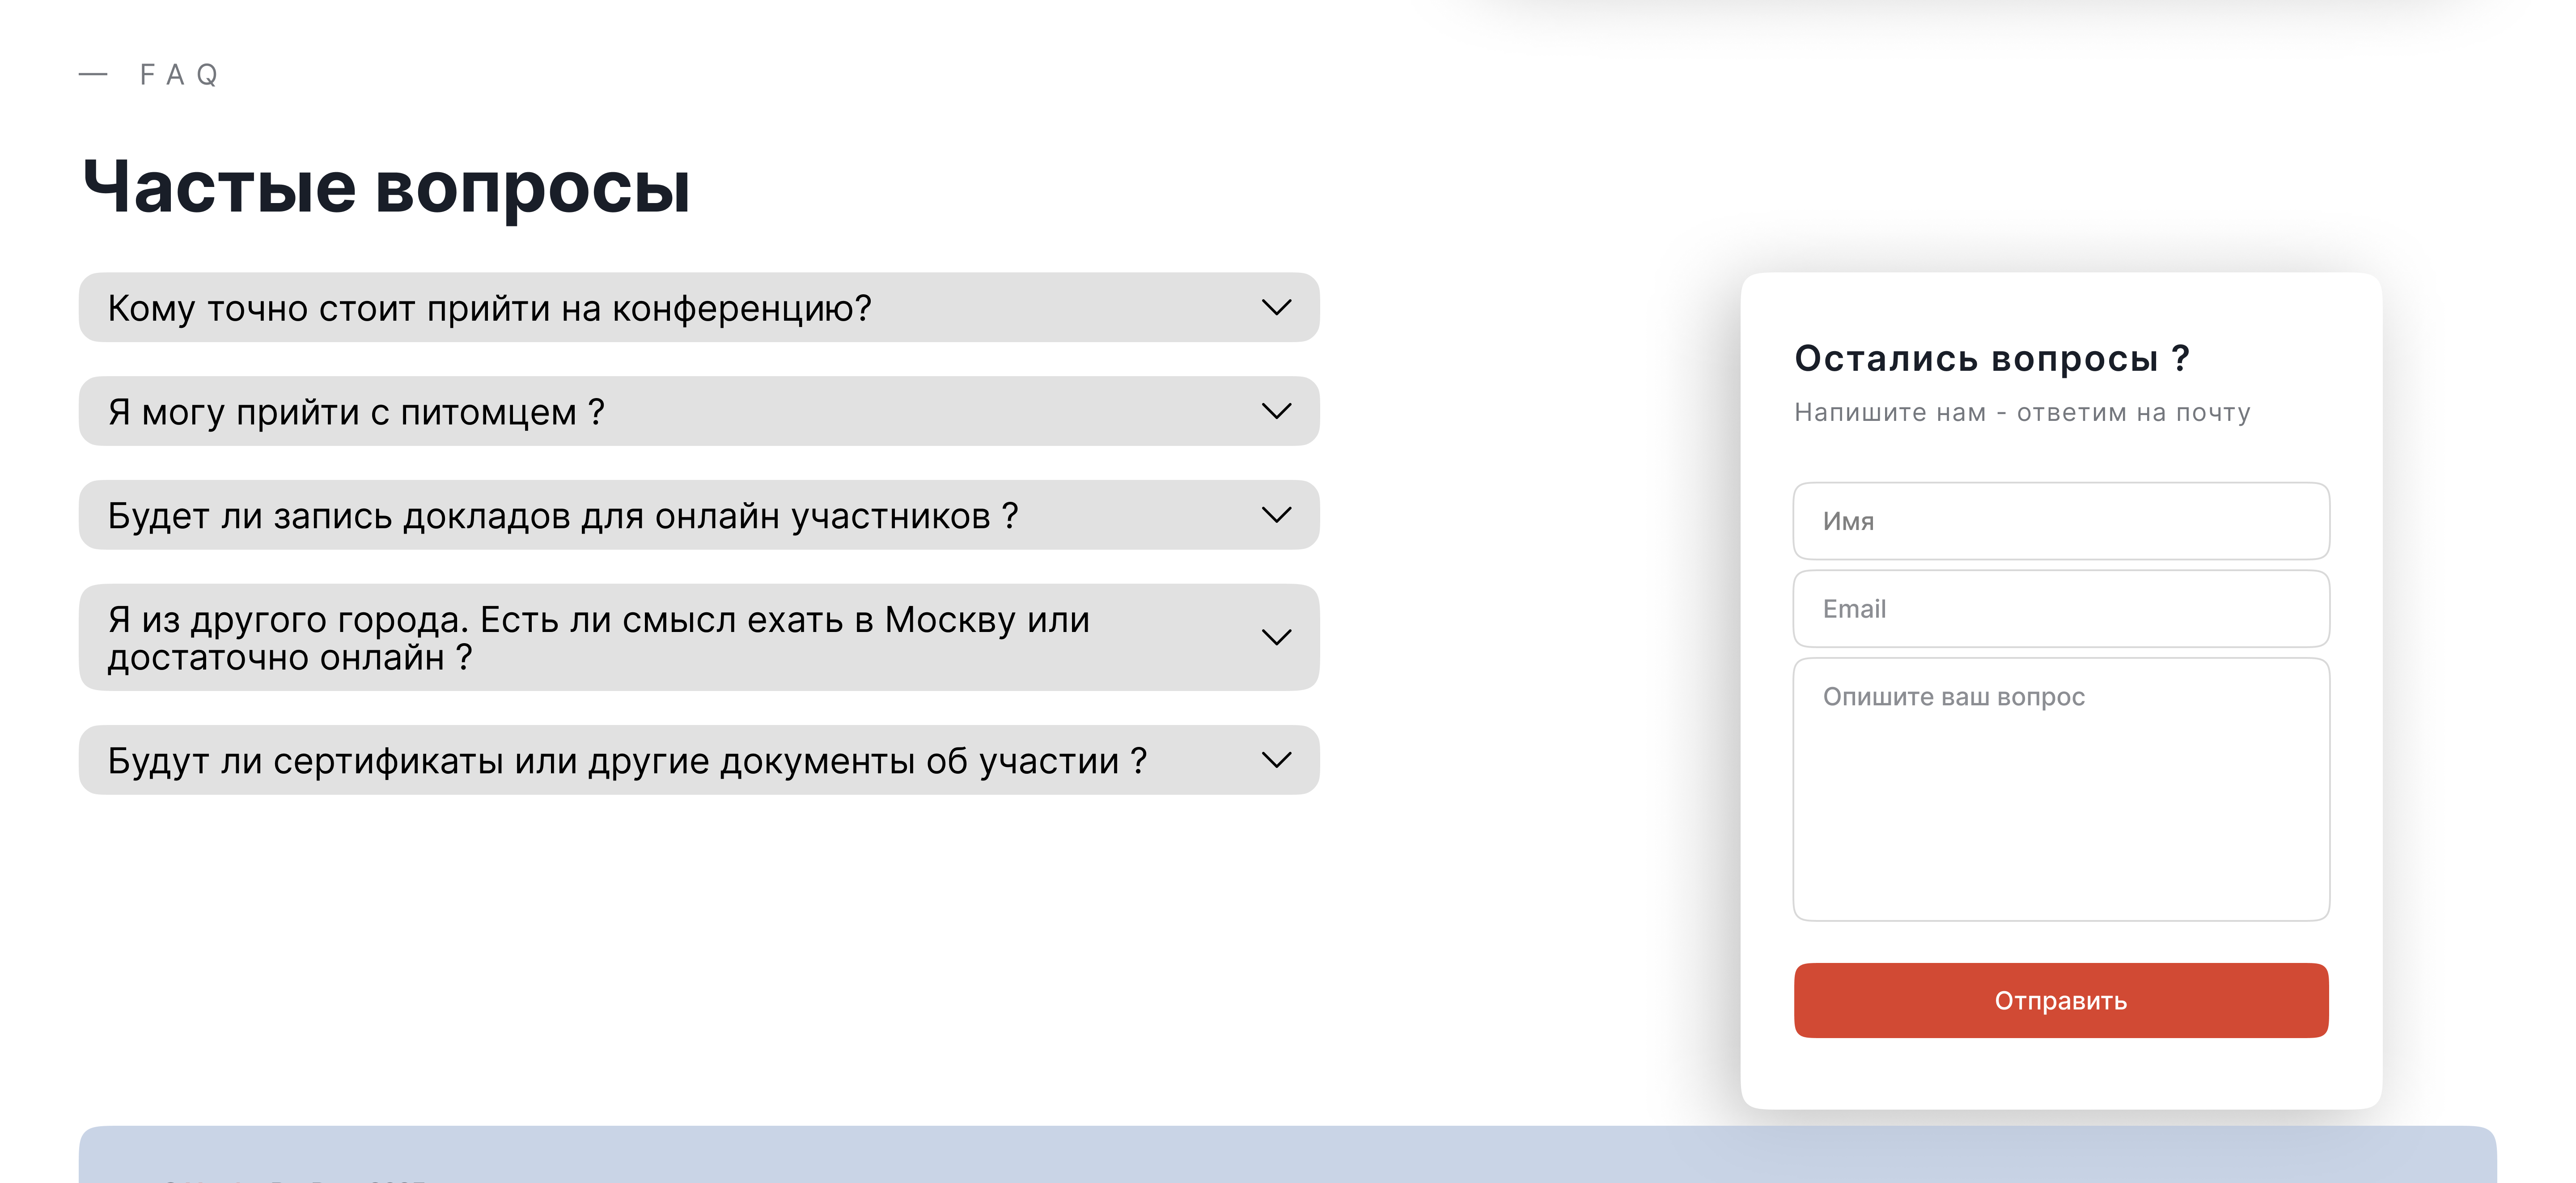 — FAQ
Частые вопросы
Кому точно стоит прийти на конференцию?
Я могу прийти с питомцем ?
Будет ли запись докладов для онлайн участников ?
Я из другого города. Есть ли смысл ехать в Москву или
достаточно онлайн ?
Будут ли сертификаты или другие документы об участии ?
Остались вопросы ?
Напишите нам - ответим на почту
Имя
Email
Опишите ваш вопрос
Отправить